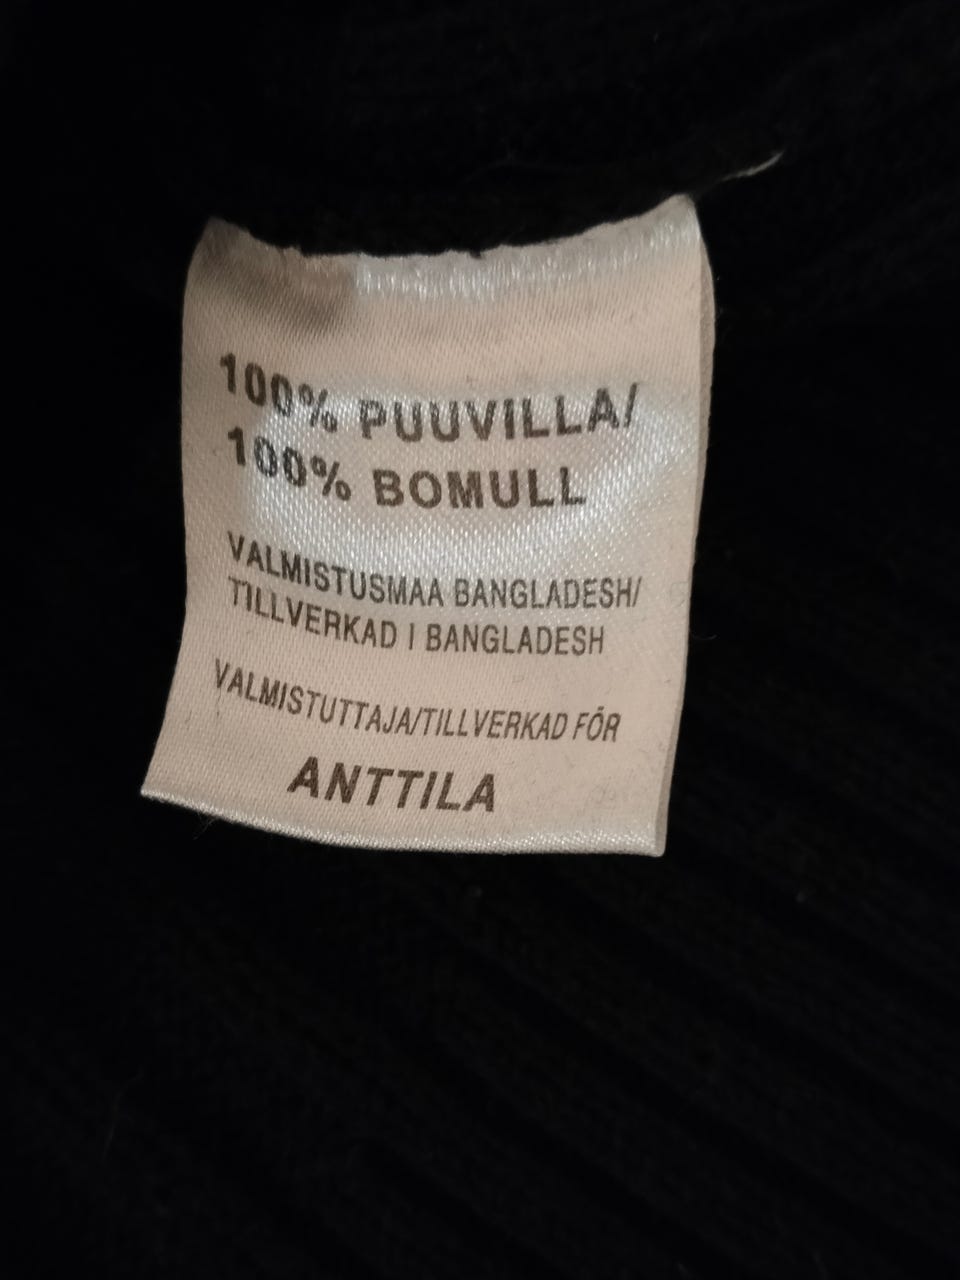 100% PUUVILLA/
100% BOMULL
VALMISTUSMAA BANGLADESH/
TILLVERKAD I BANGLADESH
VALMISTUTTAJA/TILLVERKAD FÖR
ANTTILA